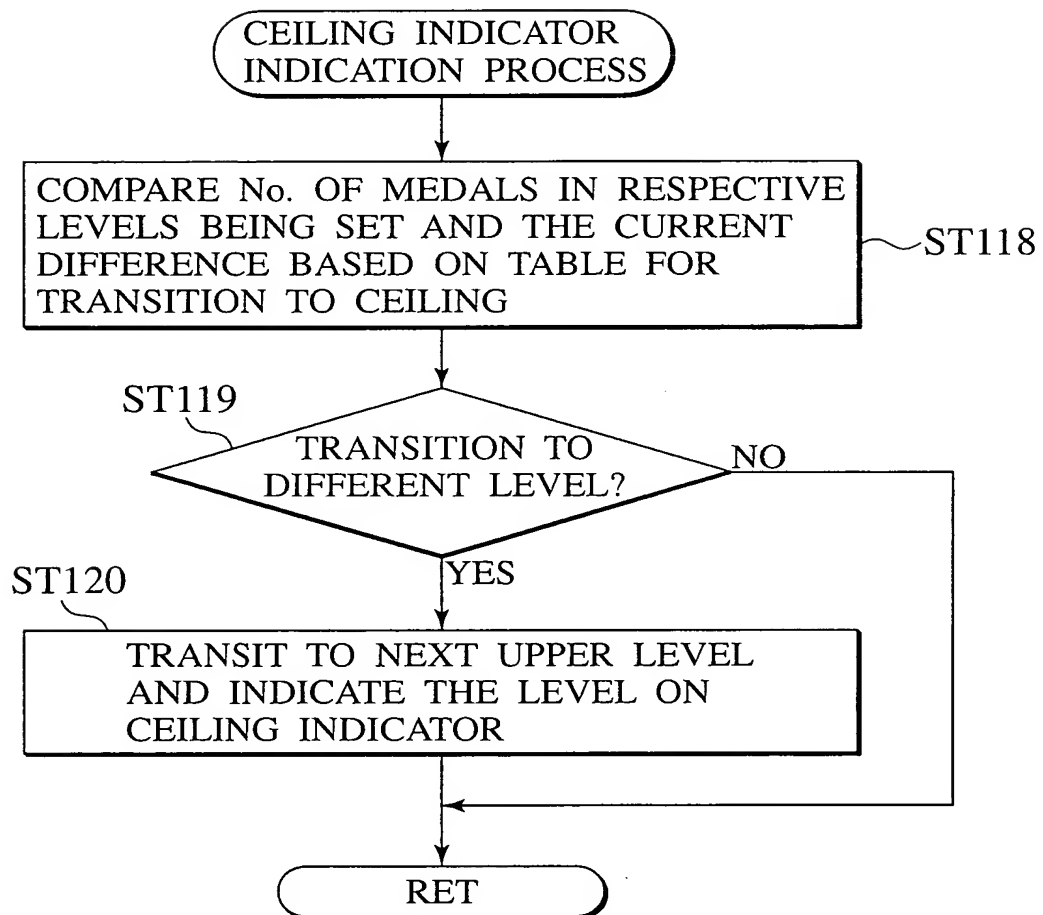 CEILING INDICATOR
INDICATION PROCESS
COMPARE No. OF MEDALS IN RESPECTIVE
LEVELS BEING SET AND THE CURRENT
DIFFERENCE BASED ON TABLE FOR
TRANSITION TO CEILING
ST118
ST119
TRANSITION TO
DIFFERENT LEVEL?
NO
YES
ST120
TRANSIT TO NEXT UPPER LEVEL
AND INDICATE THE LEVEL ON
CEILING INDICATOR
RET